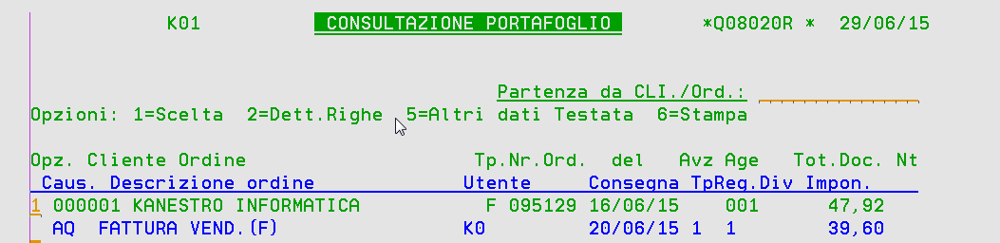 K01 CONSULTAZIONE PORTAFOGLIO *Q08020R * 29/06/15
Partenza da CLI./Ord.:
Opzioni: 1=Scelta 2=Dett.Righe 5=Altri dati Testata 6=Stampa
Opz. Cliente Ordine Tp.Nr.Ord. del Avz Age Tot.Doc. Nt
Caus. Descrizione ordine Utente Consegna TpReg.Div Impon.
1 000001 KANESTRO INFORMATICA F 095129 16/06/15 001 47,92
AQ FATTURA VEND.(F) K0 20/06/15 1 1 39,60